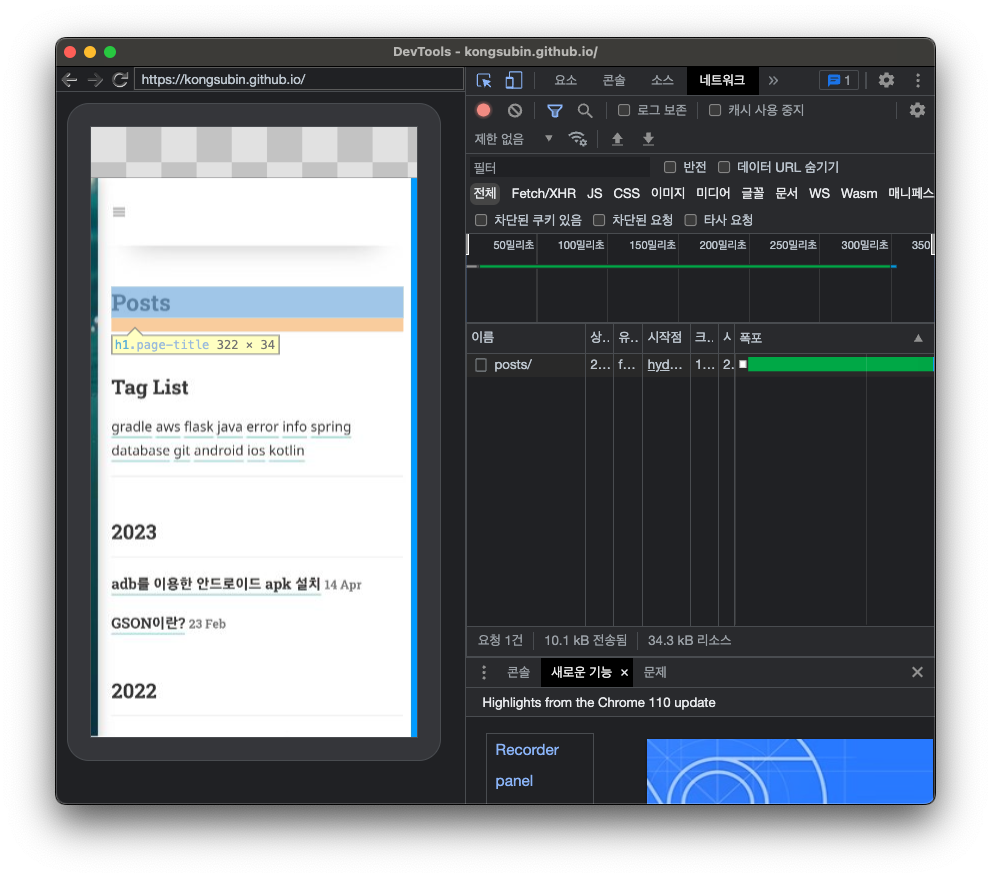 DevTools - kongsubin.github.io/
https://kongsubin.github.io/
요소 콘솔 소스 네트워크 » 1
로그 보존 캐시 사용 중지
제한 없음
필터 반전 데이터 URL 숨기기
전체 Fetch/XHR JS CSS 이미지 미디어 글꼴 문서 WS Wasm 매니페스
차단된 쿠키 있음 차단된 요청 타사 요청
50밀리초 100밀리초 150밀리초 200밀리초 250밀리초 300밀리초 350
이름 상.. 유.. 시작점 크.. 폭포
posts/ 2... f... hyd... 1... 2.
요청 1건 10.1 kB 전송됨 34.3 kB 리소스
콘솔 새로운 기능 × 문제
Highlights from the Chrome 110 update
Recorder
panel
Posts
h1.page-title 322 × 34
Tag List
gradle aws flask java error info spring
database git android ios kotlin
2023
adb를 이용한 안드로이드 apk 설치 14 Apr
GSON이란? 23 Feb
2022